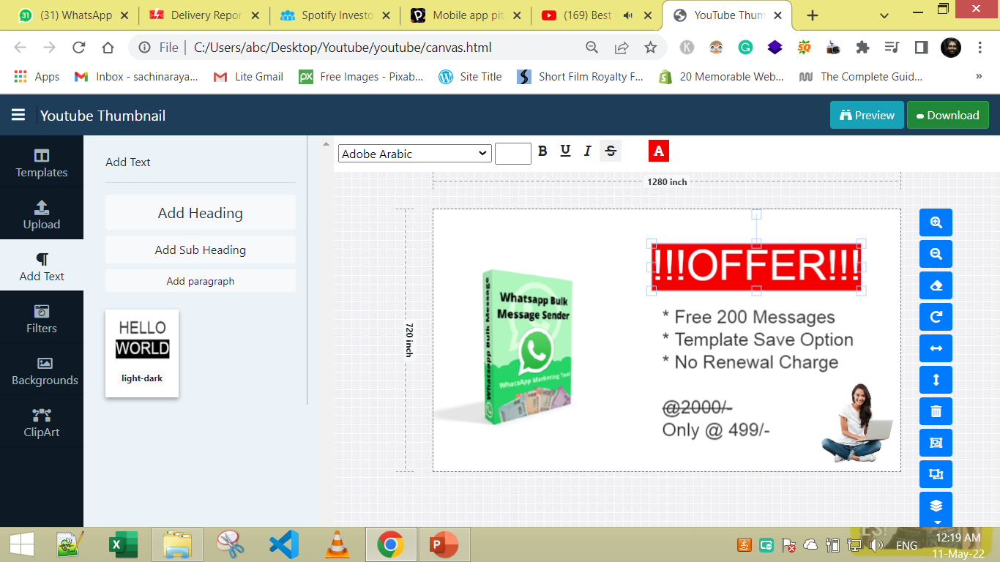 31
(31) WhatsApp
Delivery Repor
Spotify Investo
Mobile app pit
(169) Best
YouTube Thum
File
C:/Users/abc/Desktop/Youtube/youtube/canvas.html
Apps
Inbox - sachinaraya...
Lite Gmail
Free Images - Pixab...
Site Title
Short Film Royalty F...
20 Memorable Web...
The Complete Guid...
»
Youtube Thumbnail
Preview
Download
Templates
Upload
Add Text
Filters
Backgrounds
ClipArt
Add Text
Add Heading
Add Sub Heading
Add paragraph
HELLO
WORLD
light-dark
Adobe Arabic
B U I S A
1280 inch
720 inch
!!!OFFER!!!
* Free 200 Messages
* Template Save Option
* No Renewal Charge
@2000/-
Only @ 499/-
Whatsapp Bulk
Message Sender
WhatsApp Marketing Tool
Whatsapp Bulk Message
ENG
12:19 AM
11-May-22